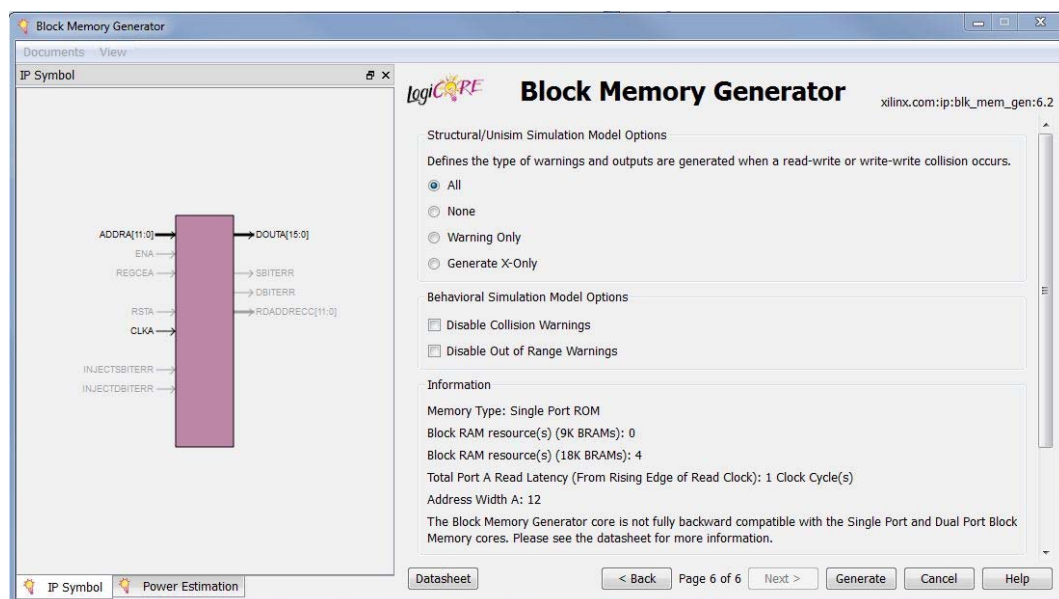 Block Memory Generator
Documents View
IP Symbol
ADDRA[11:0]
DOUTA[15:0]
ENA
REGCEA
SBITERR
DBITERR
RSTA
RDADDRECC[11:0]
CLKA
INJECTSBITERR
INJECTDBITERR
IP Symbol
Power Estimation
LogiCORE
Block Memory Generator
xilinx.com:ip:blk_mem_gen:6.2
Structural/Unisim Simulation Model Options
Defines the type of warnings and outputs are generated when a read-write or write-write collision occurs.
All
None
Warning Only
Generate X-Only
Behavioral Simulation Model Options
Disable Collision Warnings
Disable Out of Range Warnings
Information
Memory Type: Single Port ROM
Block RAM resource(s) (9K BRAMs): 0
Block RAM resource(s) (18K BRAMs): 4
Total Port A Read Latency (From Rising Edge of Read Clock): 1 Clock Cycle(s)
Address Width A: 12
The Block Memory Generator core is not fully backward compatible with the Single Port and Dual Port Block
Memory cores. Please see the datasheet for more information.
Datasheet
< Back
Page 6 of 6
Next >
Generate
Cancel
Help